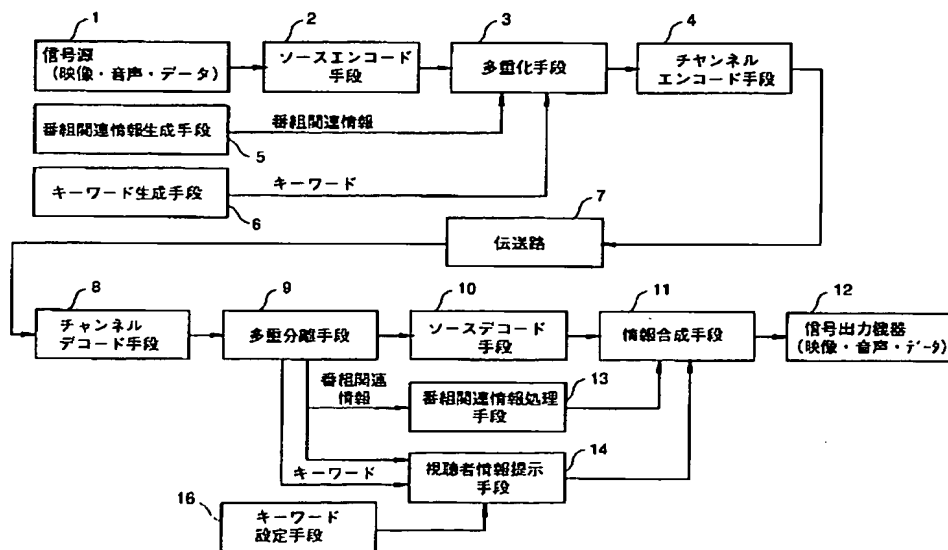 1
信号源
(映像・音声・データ)
2
ソースエンコード
手段
3
多重化手段
4
チャンネル
エンコード手段
番組関連情報生成手段
5
番組関連情報
キーワード生成手段
6
キーワード
7
伝送路
8
チャンネル
デコード手段
9
多重分離手段
10
ソースデコード
手段
11
情報合成手段
12
信号出力機器
(映像・音声・データ)
番組関連
情報
13
番組関連情報処理
手段
キーワード
14
視聴者情報提示
手段
16
キーワード
設定手段